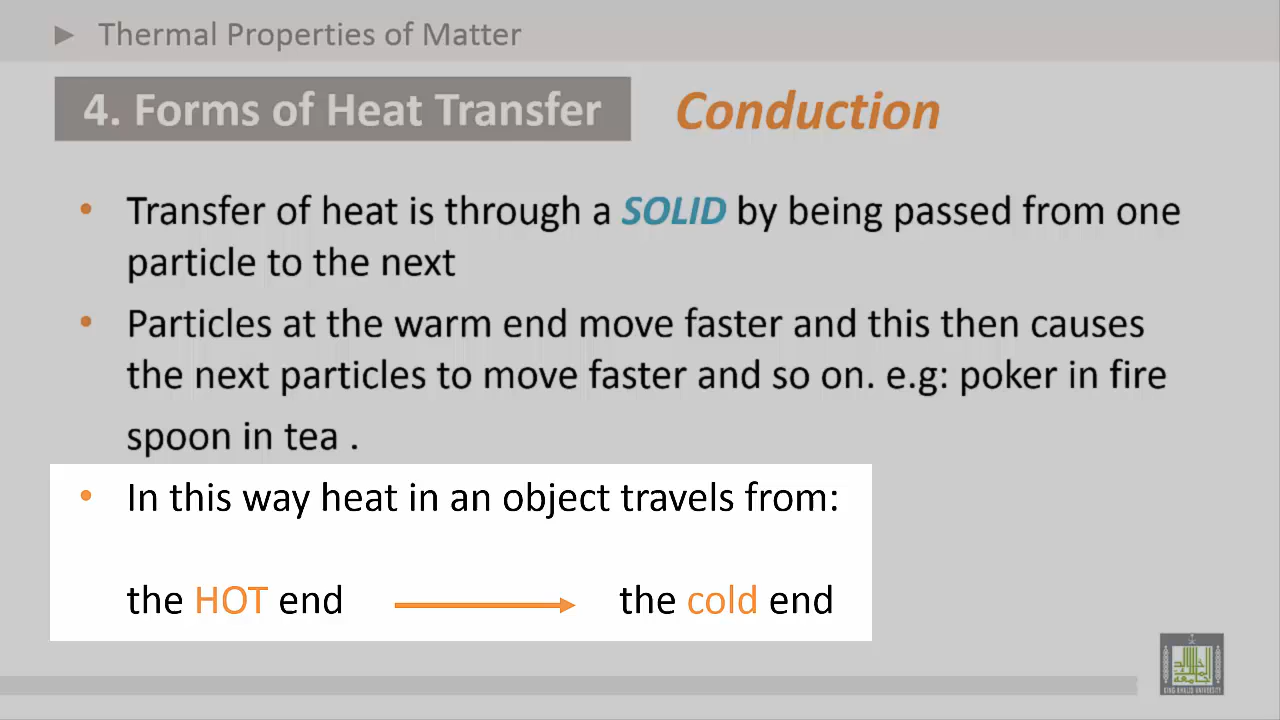 ► Thermal Properties of Matter
4. Forms of Heat Transfer Conduction
• Transfer of heat is through a SOLID by being passed from one
particle to the next
• Particles at the warm end move faster and this then causes
the next particles to move faster and so on. e.g: poker in fire
spoon in tea .
• In this way heat in an object travels from:
the HOT end → the cold end
KING KHALID UNIVERSITY